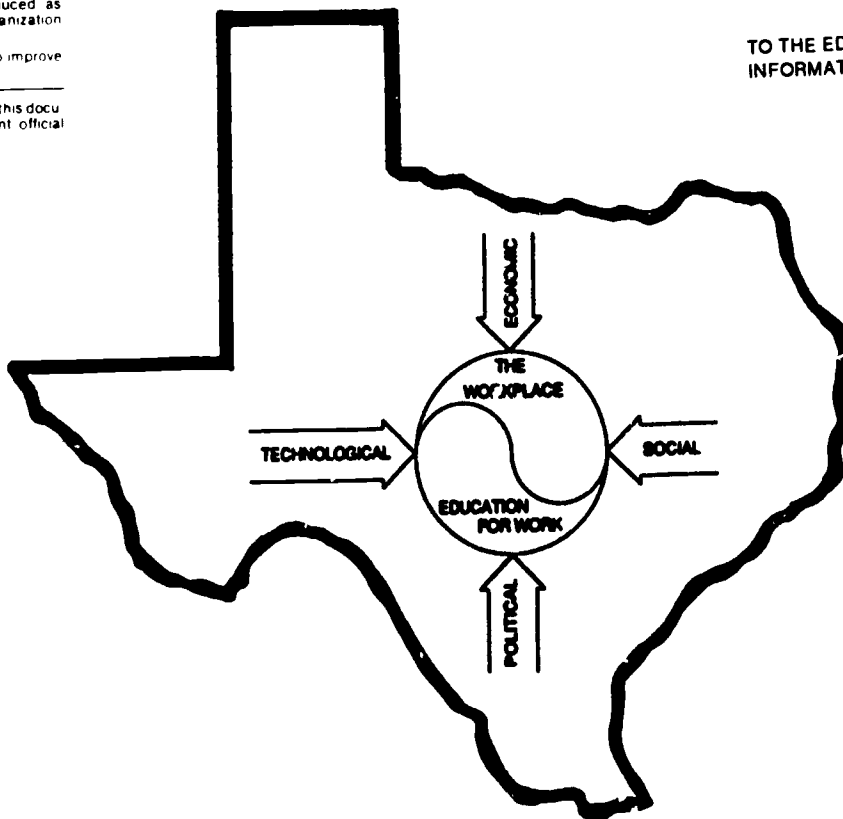 uced as
anization
o improve
this docu
nt official
TO THE ED
INFORMAT
ECONOMIC
THE
WORKPLACE
TECHNOLOGICAL
SOCIAL
EDUCATION
FOR WORK
POLITICAL